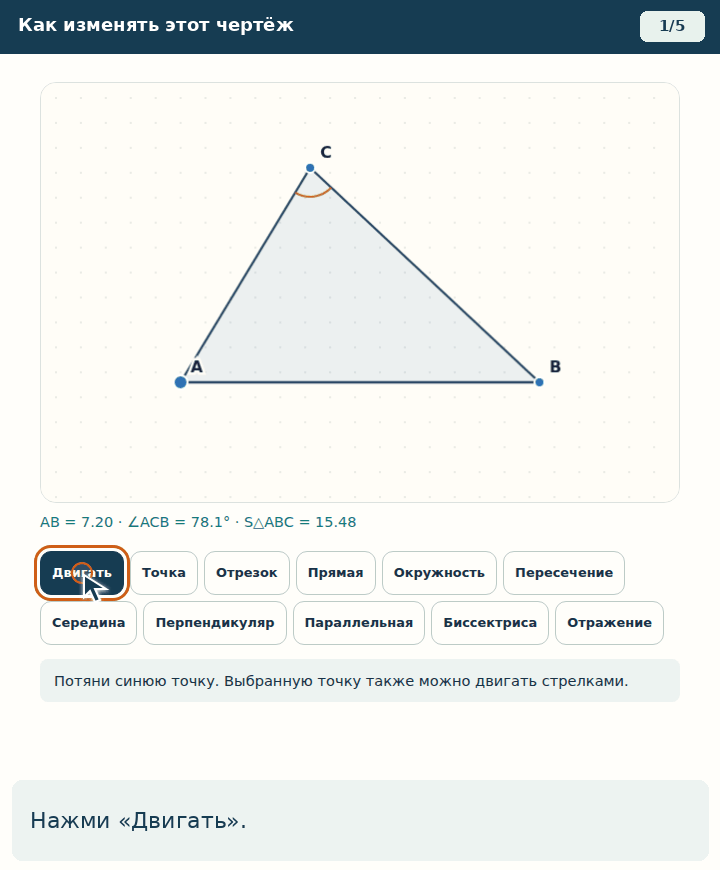 Как изменять этот чертёж
1/5
C
A
B
AB = 7.20 · ∠ACB = 78.1° · S△ABC = 15.48
Двигать Точка Отрезок Прямая Окружность Пересечение
Середина Перпендикуляр Параллельная Биссектриса Отражение
Потяни синюю точку. Выбранную точку также можно двигать стрелками.
Нажми «Двигать».